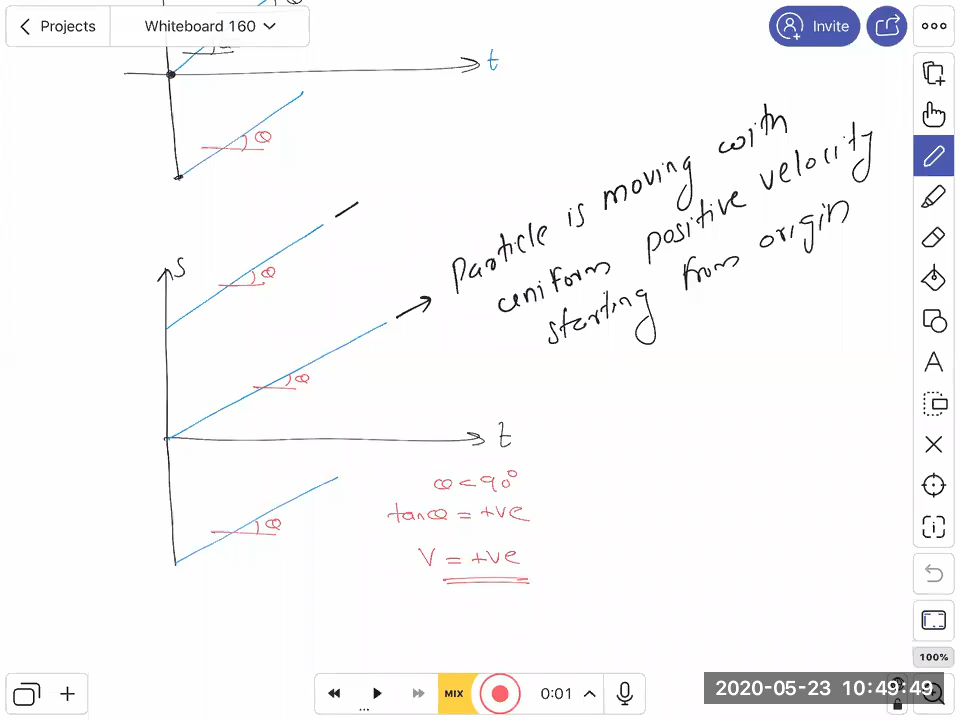 Projects
Whiteboard 160
Invite
t
θ
Particle is moving with
uniform positive velocity
starting from origin
S
θ
θ
t
θ < 90°
tanθ = +ve
θ
V = +ve
A
100%
MIX
0:01
2020-05-23 10:49:49